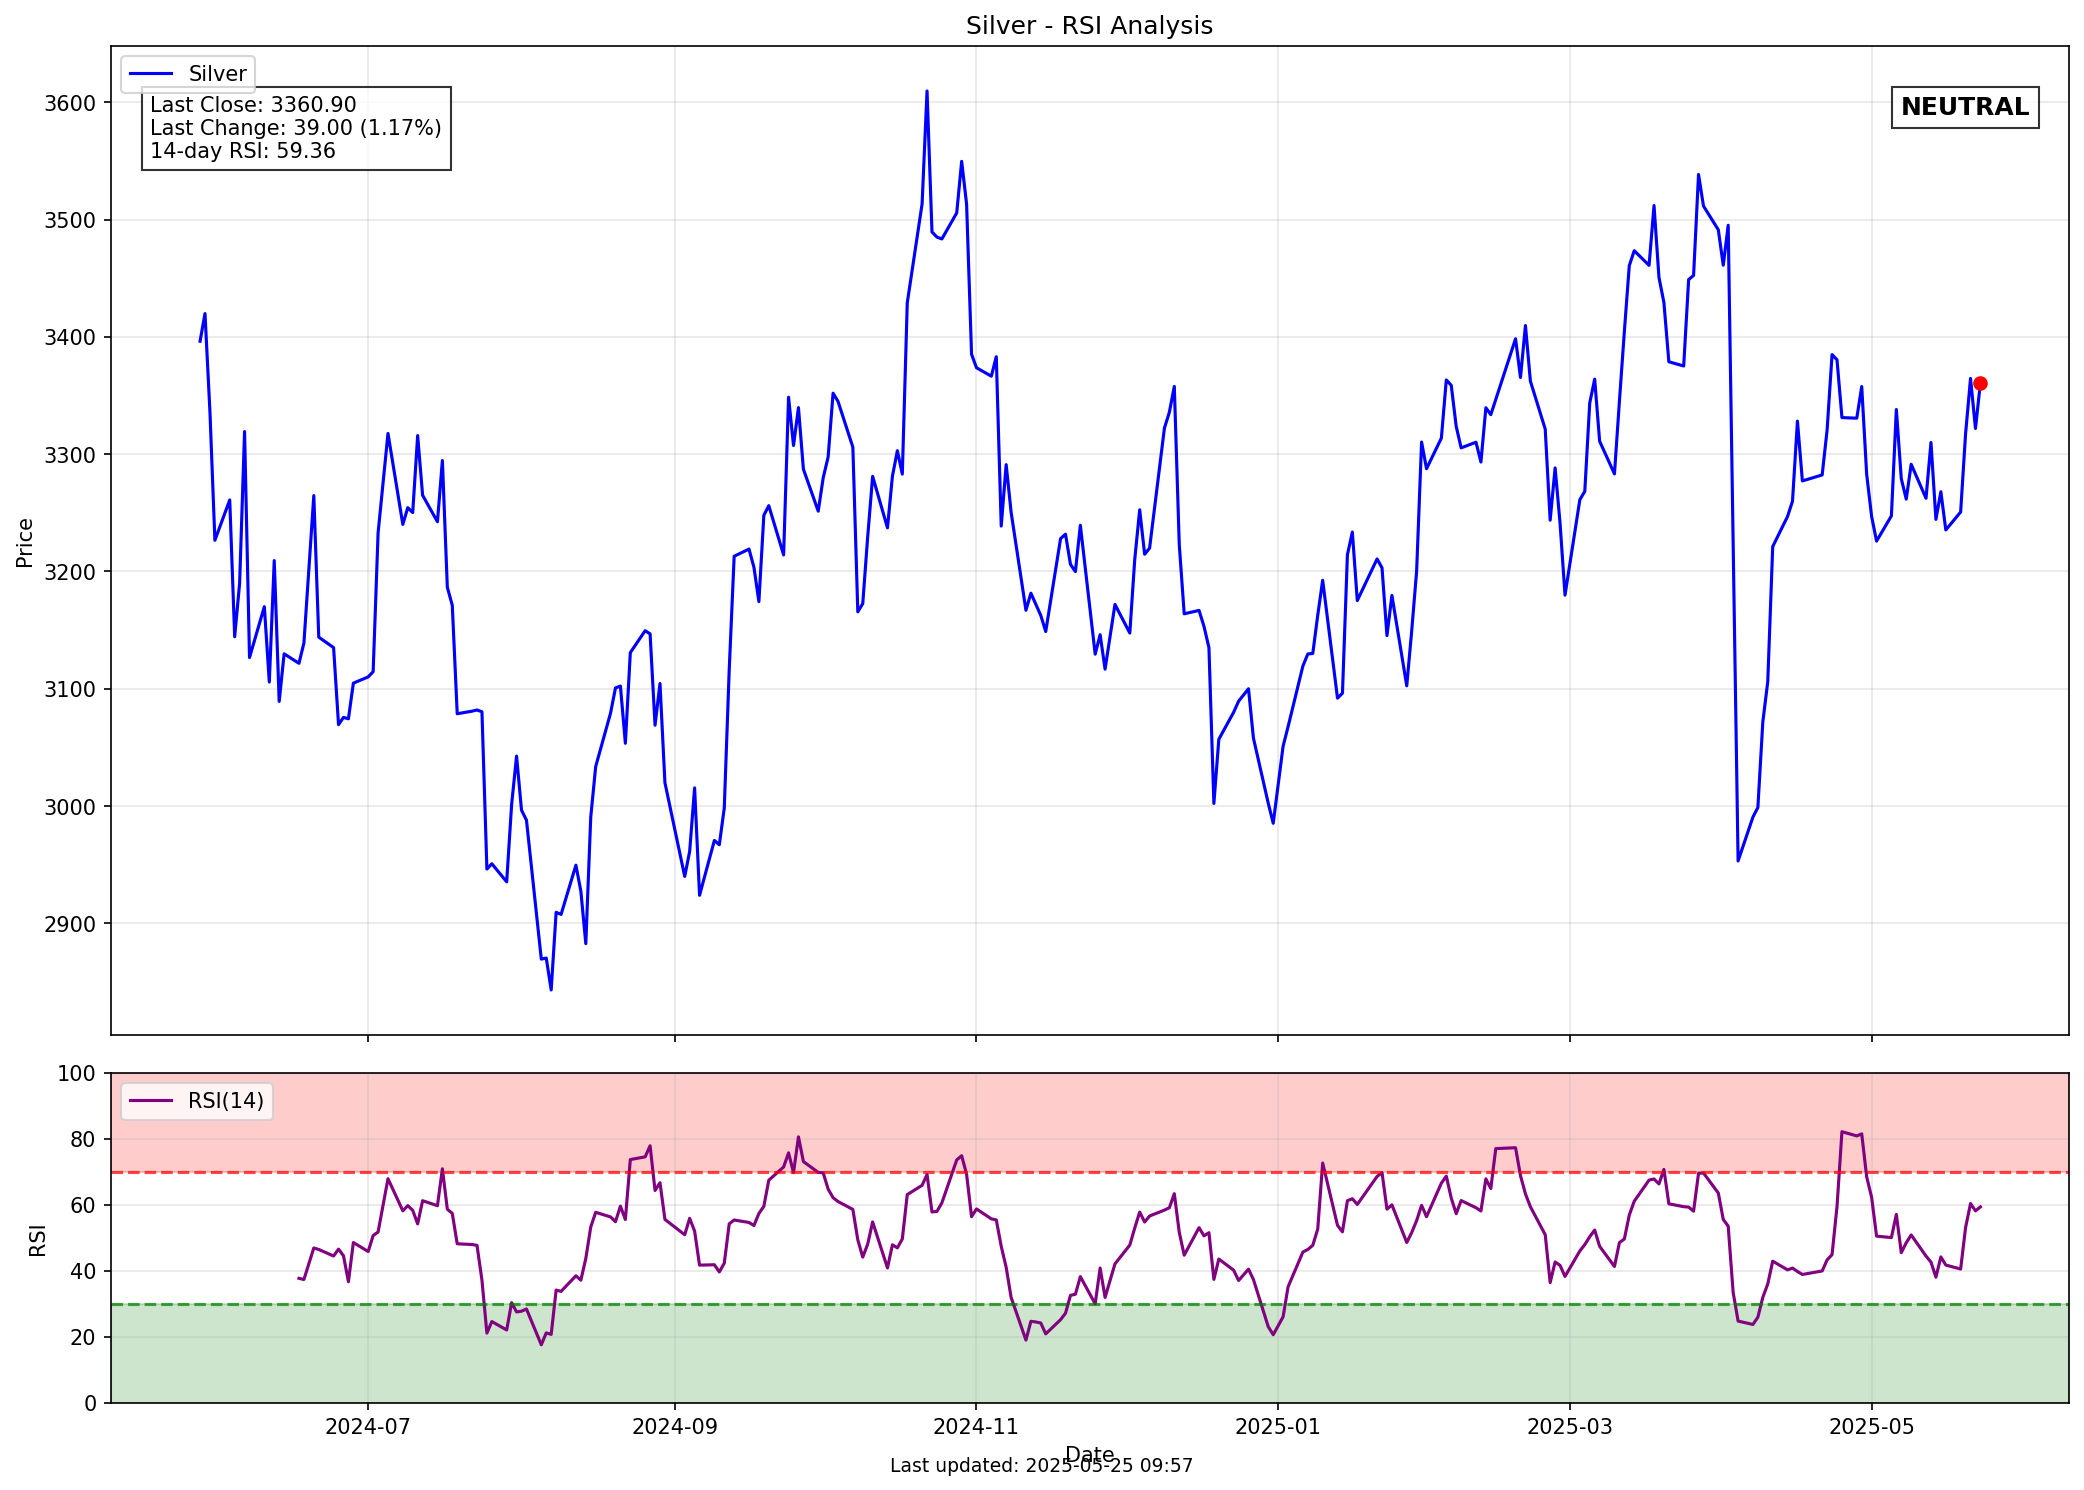 Silver - RSI Analysis
Silver
Last Close: 3360.90
Last Change: 39.00 (1.17%)
14-day RSI: 59.36
NEUTRAL
3600
3500
3400
3300
3200
3100
3000
2900
Price
RSI(14)
100
80
60
40
20
0
RSI
2024-07
2024-09
2024-11
2025-01
2025-03
2025-05
Date
Last updated: 2025-05-25 09:57